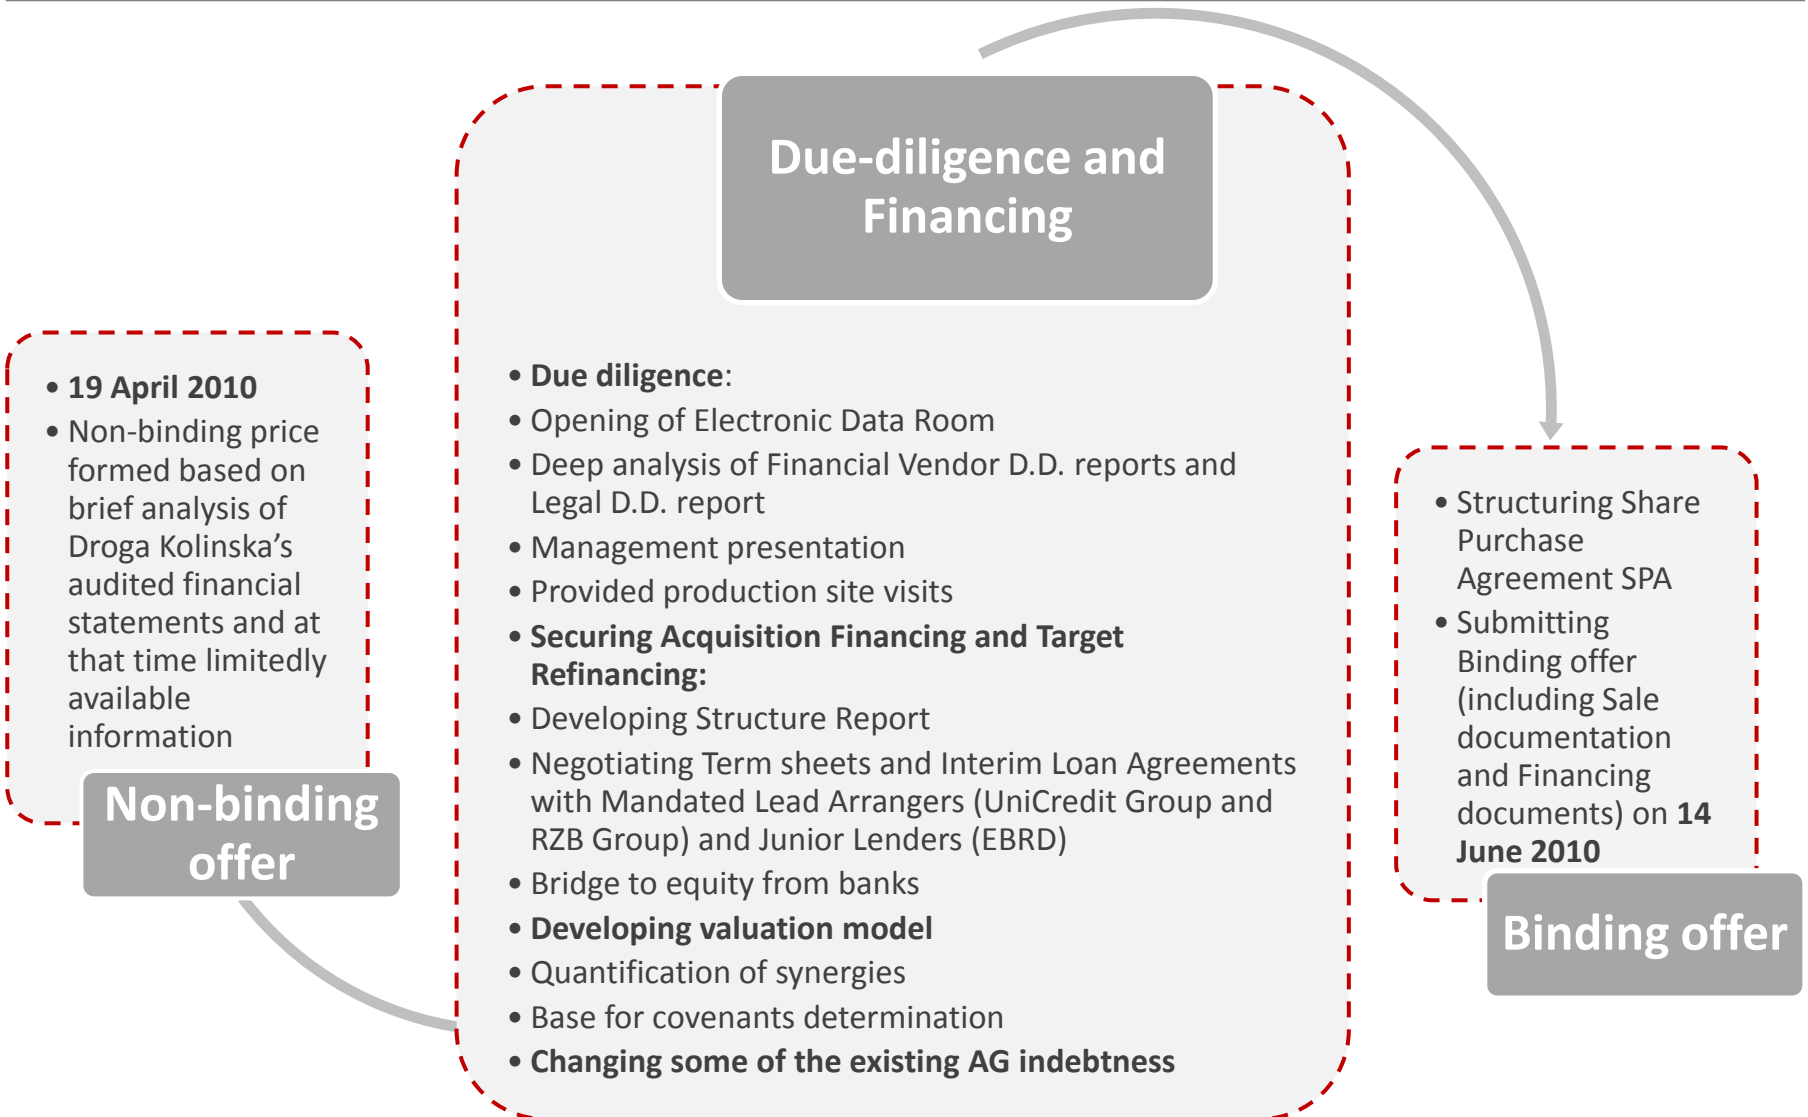 • 19 April 2010
• Non-binding price
formed based on
brief analysis of
Droga Kolinska’s
audited financial
statements and at
that time limitedly
available
information
Non-binding
offer
Due-diligence and
Financing
• Due diligence:
• Opening of Electronic Data Room
• Deep analysis of Financial Vendor D.D. reports and
Legal D.D. report
• Management presentation
• Provided production site visits
• Securing Acquisition Financing and Target
Refinancing:
• Developing Structure Report
• Negotiating Term sheets and Interim Loan Agreements
with Mandated Lead Arrangers (UniCredit Group and
RZB Group) and Junior Lenders (EBRD)
• Bridge to equity from banks
• Developing valuation model
• Quantification of synergies
• Base for covenants determination
• Changing some of the existing AG indebtness
• Structuring Share
Purchase
Agreement SPA
• Submitting
Binding offer
(including Sale
documentation
and Financing
documents) on 14
June 2010
Binding offer